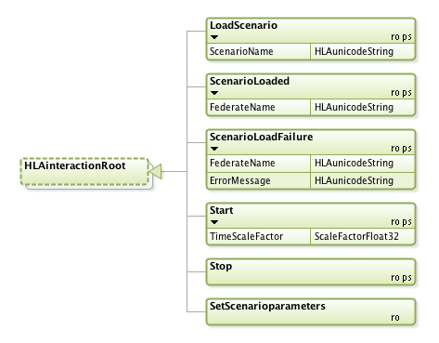 LoadScenario
ro ps
ScenarioName HLAunicodeString
ScenarioLoaded
ro ps
FederateName HLAunicodeString
ScenarioLoadFailure
ro ps
FederateName HLAunicodeString
ErrorMessage HLAunicodeString
HLAinteractionRoot
Start
ro ps
TimeScaleFactor ScaleFactorFloat32
Stop
ro ps
SetScenarioparameters
ro